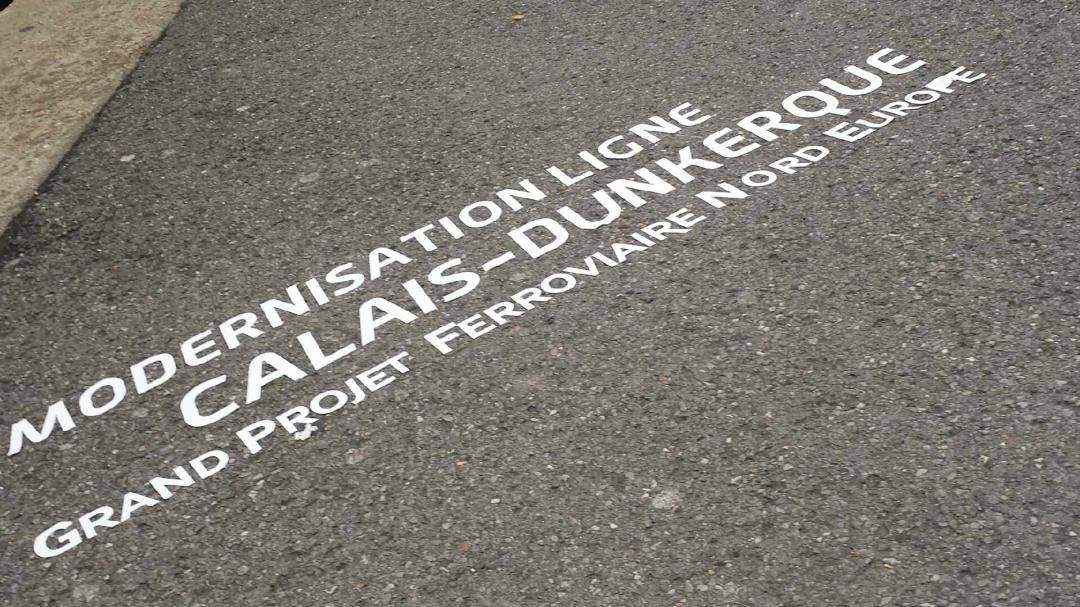 MODERNISATION LIGNE
CALAIS-DUNKERQUE
GRAND PROJET FERROVIAIRE NORD EUROPE